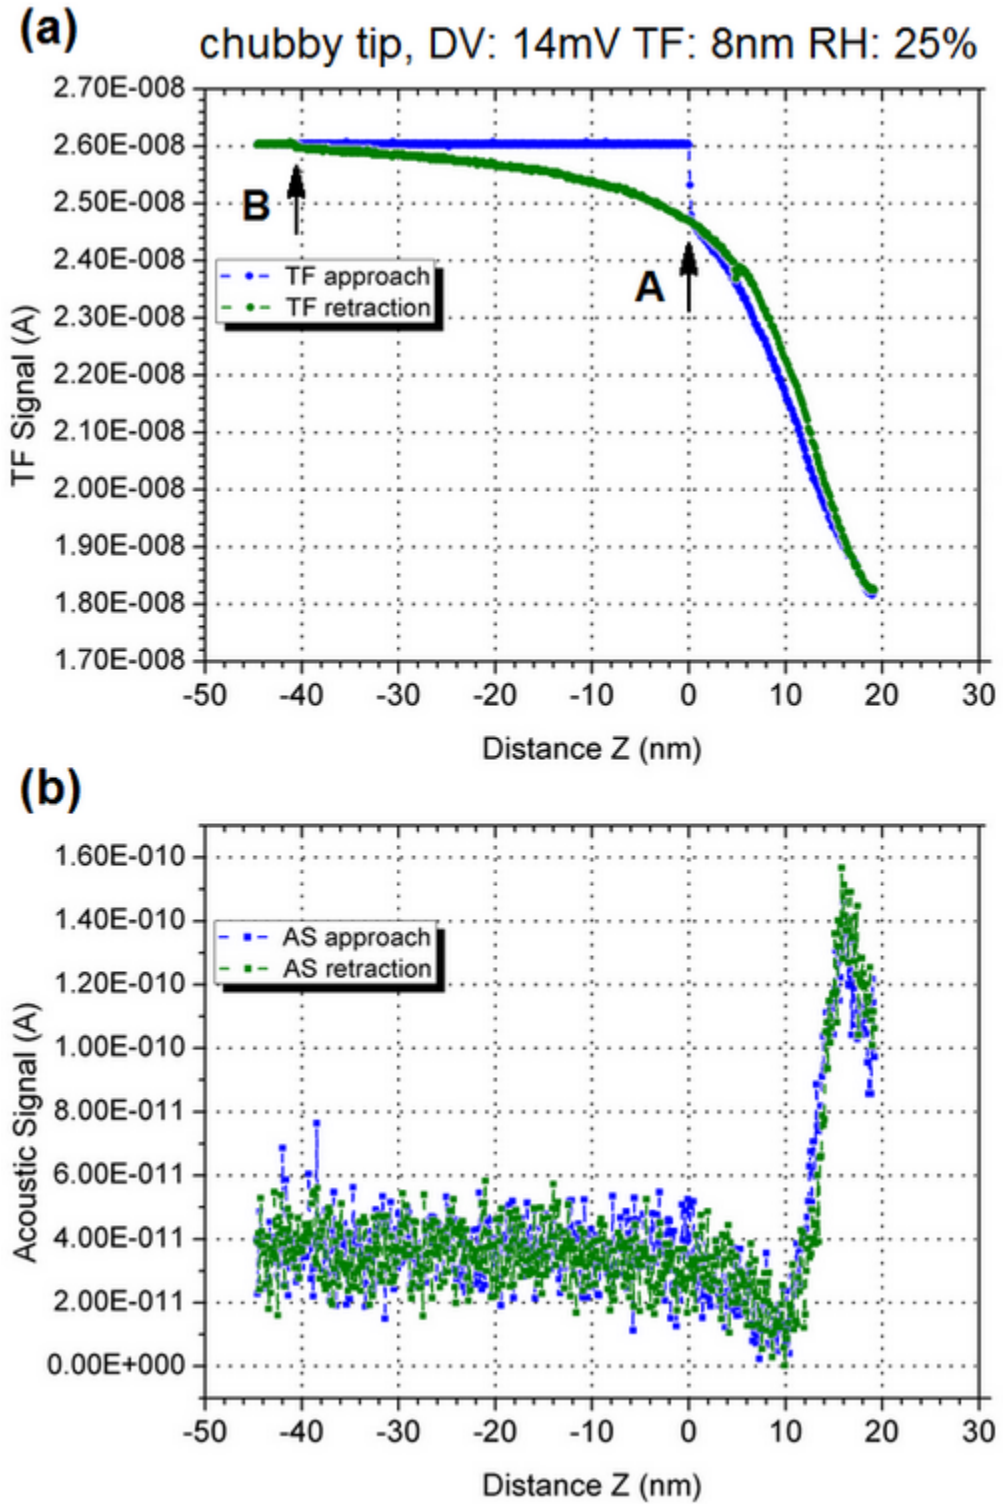 (a)
chubby tip, DV: 14mV TF: 8nm RH: 25%
2.70E-008
2.60E-008
2.50E-008
2.40E-008
2.30E-008
2.20E-008
2.10E-008
2.00E-008
1.90E-008
1.80E-008
1.70E-008
TF Signal (A)
B
A
TF approach
TF retraction
-50 -40 -30 -20 -10 0 10 20 30
Distance Z (nm)
(b)
1.60E-010
1.40E-010
1.20E-010
1.00E-010
8.00E-011
6.00E-011
4.00E-011
2.00E-011
0.00E+000
Acoustic Signal (A)
AS approach
AS retraction
-50 -40 -30 -20 -10 0 10 20 30
Distance Z (nm)